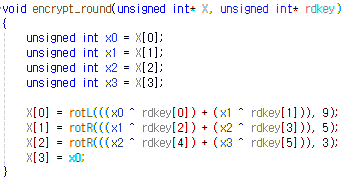 void encrypt_round(unsigned int* X, unsigned int* rdkey)
{
    unsigned int x0 = X[0];
    unsigned int x1 = X[1];
    unsigned int x2 = X[2];
    unsigned int x3 = X[3];
    X[0] = rotL(((x0 ^ rdkey[0]) + (x1 ^ rdkey[1])), 9);
    X[1] = rotR(((x1 ^ rdkey[2]) + (x2 ^ rdkey[3])), 5);
    X[2] = rotR(((x2 ^ rdkey[4]) + (x3 ^ rdkey[5])), 3);
    X[3] = x0;
}